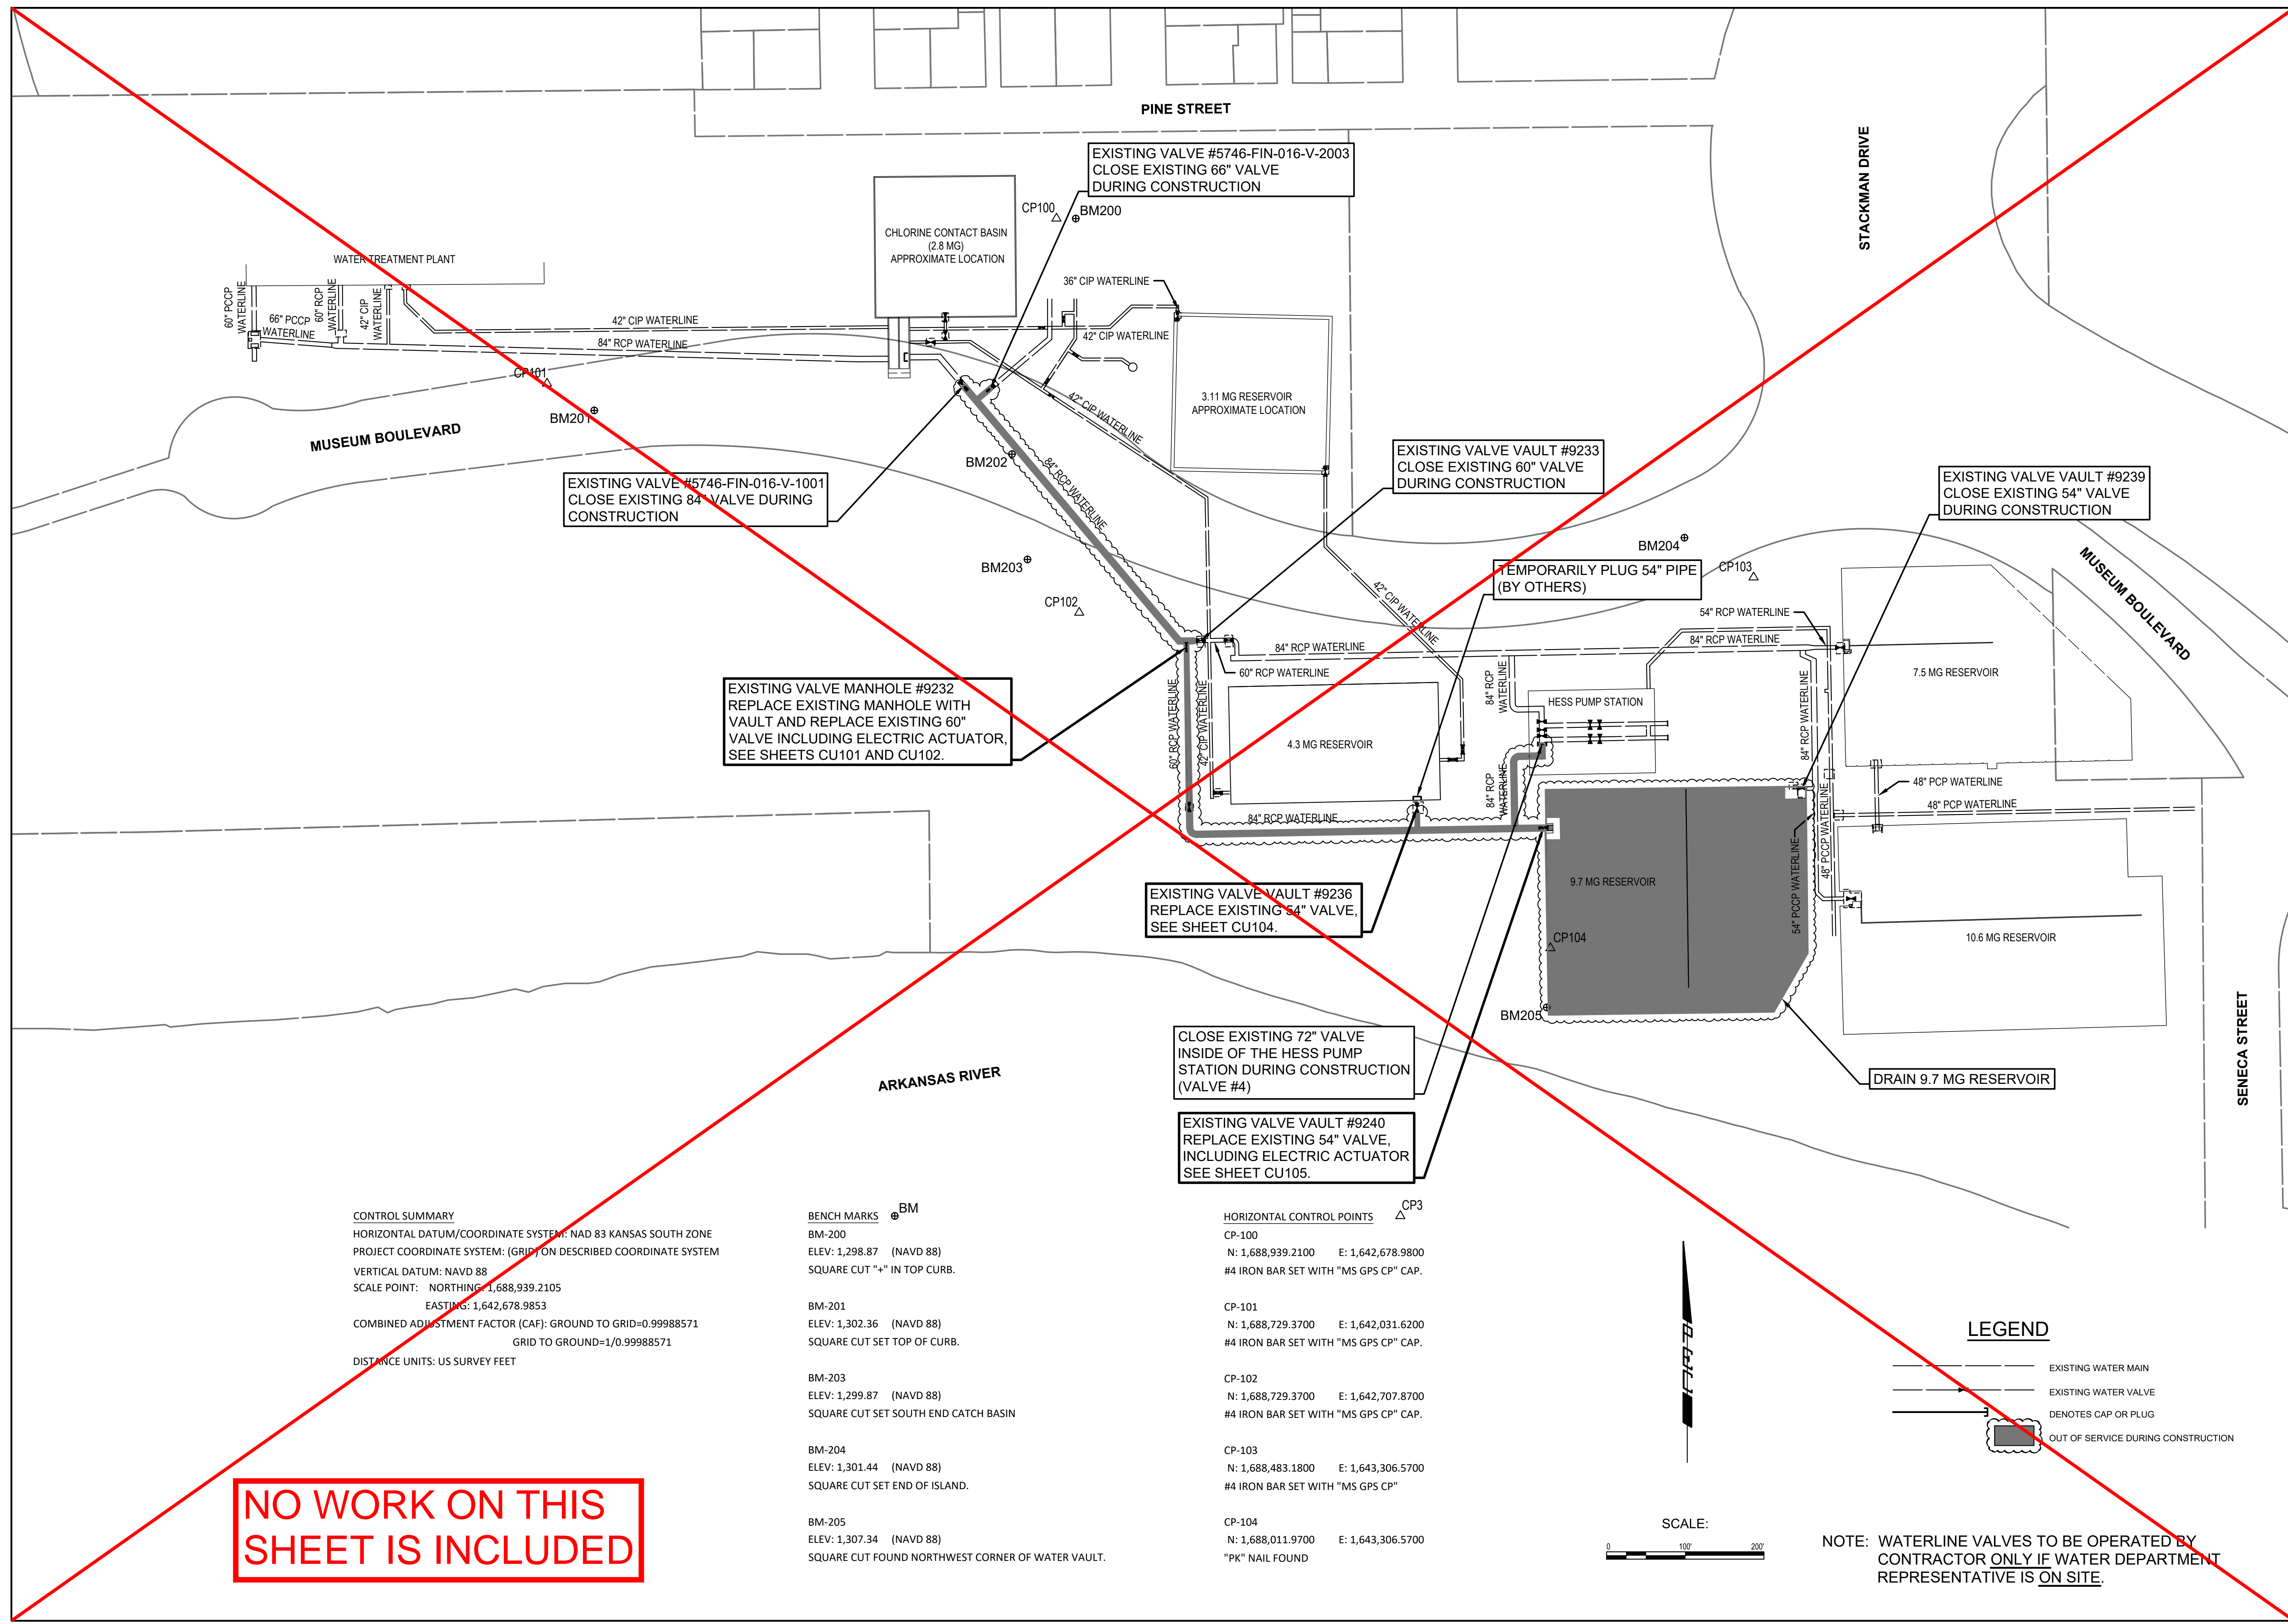 PINE STREET
STACKMAN DRIVE
EXISTING VALVE #5746-FIN-016-V-2003
CLOSE EXISTING 66" VALVE
DURING CONSTRUCTION
CP100
BM200
CHLORINE CONTACT BASIN
(2.8 MG)
APPROXIMATE LOCATION
WATER TREATMENT PLANT
60" PCCP
WATERLINE
66" PCCP
WATERLINE
60" RCP
WATERLINE
42" CIP
WATERLINE
42" CIP WATERLINE
84" RCP WATERLINE
36" CIP WATERLINE
42" CIP WATERLINE
CP101
BM201
MUSEUM BOULEVARD
42" CIP WATERLINE
3.11 MG RESERVOIR
APPROXIMATE LOCATION
BM202
84" RCP WATERLINE
EXISTING VALVE #5746-FIN-016-V-1001
CLOSE EXISTING 84" VALVE DURING
CONSTRUCTION
EXISTING VALVE VAULT #9233
CLOSE EXISTING 60" VALVE
DURING CONSTRUCTION
EXISTING VALVE VAULT #9239
CLOSE EXISTING 54" VALVE
DURING CONSTRUCTION
BM203
CP102
BM204
CP103
TEMPORARILY PLUG 54" PIPE
(BY OTHERS)
MUSEUM BOULEVARD
42" CIP WATERLINE
54" RCP WATERLINE
84" RCP WATERLINE
84" RCP WATERLINE
60" RCP WATERLINE
7.5 MG RESERVOIR
EXISTING VALVE MANHOLE #9232
REPLACE EXISTING MANHOLE WITH
VAULT AND REPLACE EXISTING 60"
VALVE INCLUDING ELECTRIC ACTUATOR,
SEE SHEETS CU101 AND CU102.
60" RCP WATERLINE
42" CIP WATERLINE
84" RCP
WATERLINE
HESS PUMP STATION
84" RCP WATERLINE
4.3 MG RESERVOIR
84" RCP
WATERLINE
48" PCP WATERLINE
48" PCP WATERLINE
84" RCP WATERLINE
48" PCCP WATERLINE
54" PCCP WATERLINE
9.7 MG RESERVOIR
EXISTING VALVE VAULT #9236
REPLACE EXISTING 54" VALVE,
SEE SHEET CU104.
CP104
10.6 MG RESERVOIR
BM205
SENECA STREET
CLOSE EXISTING 72" VALVE
INSIDE OF THE HESS PUMP
STATION DURING CONSTRUCTION
(VALVE #4)
DRAIN 9.7 MG RESERVOIR
ARKANSAS RIVER
EXISTING VALVE VAULT #9240
REPLACE EXISTING 54" VALVE,
INCLUDING ELECTRIC ACTUATOR
SEE SHEET CU105.
CONTROL SUMMARY
HORIZONTAL DATUM/COORDINATE SYSTEM: NAD 83 KANSAS SOUTH ZONE
PROJECT COORDINATE SYSTEM: (GRID) ON DESCRIBED COORDINATE SYSTEM
VERTICAL DATUM: NAVD 88
SCALE POINT: NORTHING: 1,688,939.2105
EASTING: 1,642,678.9853
COMBINED ADJUSTMENT FACTOR (CAF): GROUND TO GRID=0.99988571
GRID TO GROUND=1/0.99988571
DISTANCE UNITS: US SURVEY FEET
BENCH MARKS BM
BM-200
ELEV: 1,298.87 (NAVD 88)
SQUARE CUT "+" IN TOP CURB.
BM-201
ELEV: 1,302.36 (NAVD 88)
SQUARE CUT SET TOP OF CURB.
BM-203
ELEV: 1,299.87 (NAVD 88)
SQUARE CUT SET SOUTH END CATCH BASIN
BM-204
ELEV: 1,301.44 (NAVD 88)
SQUARE CUT SET END OF ISLAND.
BM-205
ELEV: 1,307.34 (NAVD 88)
SQUARE CUT FOUND NORTHWEST CORNER OF WATER VAULT.
HORIZONTAL CONTROL POINTS CP3
CP-100
N: 1,688,939.2100 E: 1,642,678.9800
#4 IRON BAR SET WITH "MS GPS CP" CAP.
CP-101
N: 1,688,729.3700 E: 1,642,031.6200
#4 IRON BAR SET WITH "MS GPS CP" CAP.
CP-102
N: 1,688,729.3700 E: 1,642,707.8700
#4 IRON BAR SET WITH "MS GPS CP" CAP.
CP-103
N: 1,688,483.1800 E: 1,643,306.5700
#4 IRON BAR SET WITH "MS GPS CP"
CP-104
N: 1,688,011.9700 E: 1,643,306.5700
"PK" NAIL FOUND
LEGEND
EXISTING WATER MAIN
EXISTING WATER VALVE
DENOTES CAP OR PLUG
OUT OF SERVICE DURING CONSTRUCTION
SCALE:
0 100' 200'
NOTE: WATERLINE VALVES TO BE OPERATED BY
CONTRACTOR ONLY IF WATER DEPARTMENT
REPRESENTATIVE IS ON SITE.
NO WORK ON THIS
SHEET IS INCLUDED